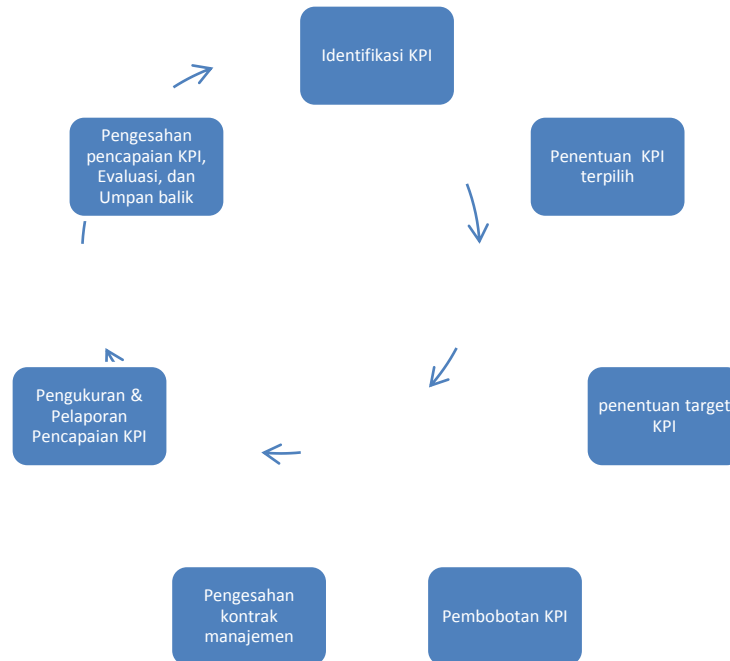 Identifikasi KPI
Penentuan KPI
terpilih
penentuan target
KPI
Pembobotan KPI
Pengesahan
kontrak
manajemen
Pengukuran &
Pelaporan
Pencapaian KPI
Pengesahan
pencapaian KPI,
Evaluasi, dan
Umpan balik